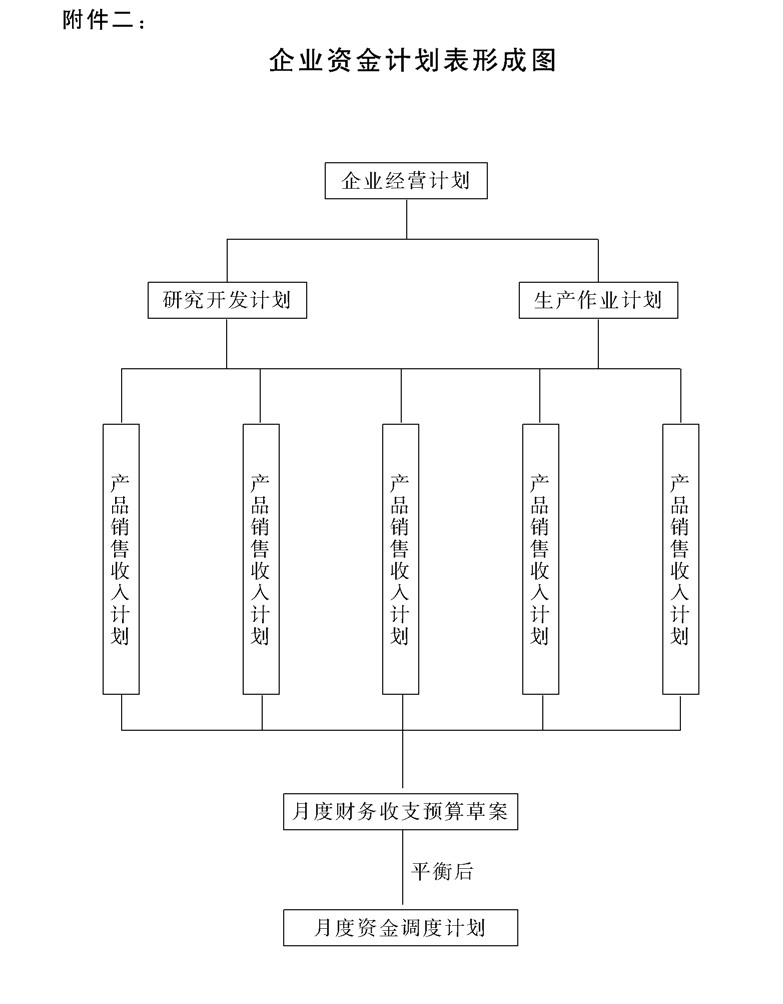 附件二：
企业资金计划表形成图
企业经营计划
研究开发计划
生产作业计划
产品销售收入计划
产品销售收入计划
产品销售收入计划
产品销售收入计划
产品销售收入计划
月度财务收支预算草案
平衡后
月度资金调度计划